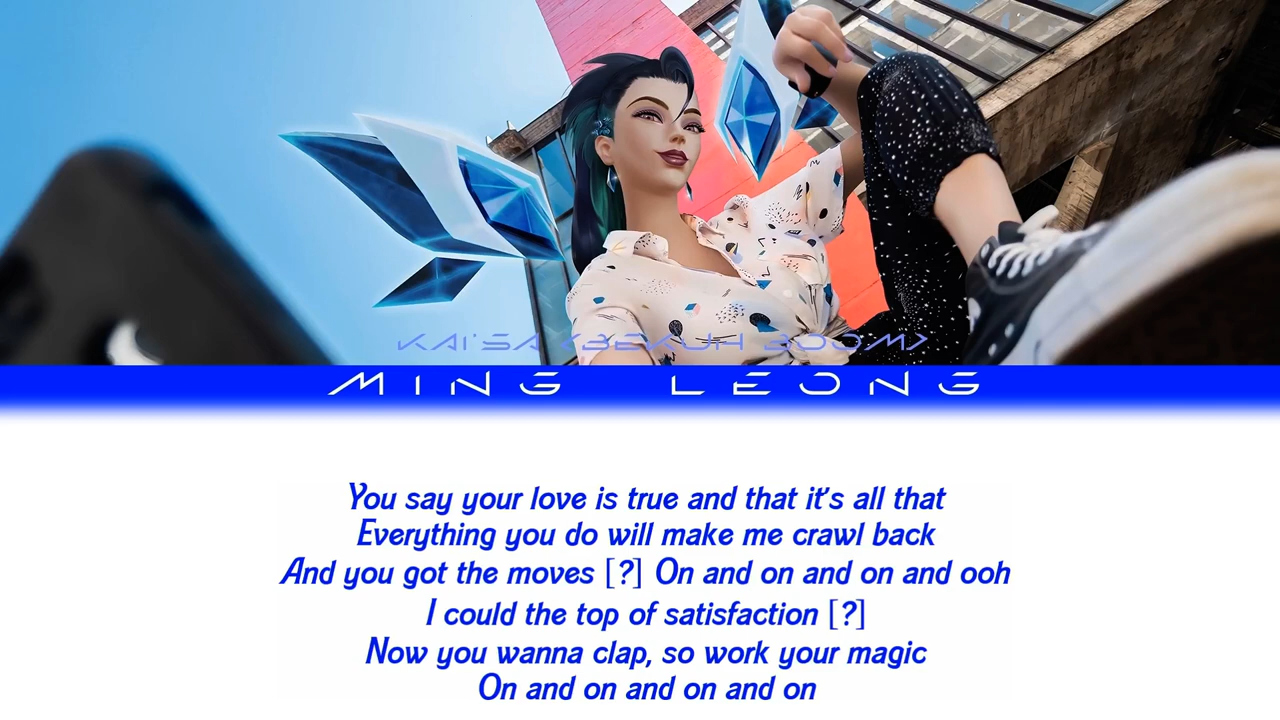 KAI'SA <BEKUH BOOM>
MING LEONG
You say your love is true and that it's all that
Everything you do will make me crawl back
And you got the moves [?] On and on and on and ooh
I could the top of satisfaction [?]
Now you wanna clap, so work your magic
On and on and on and on